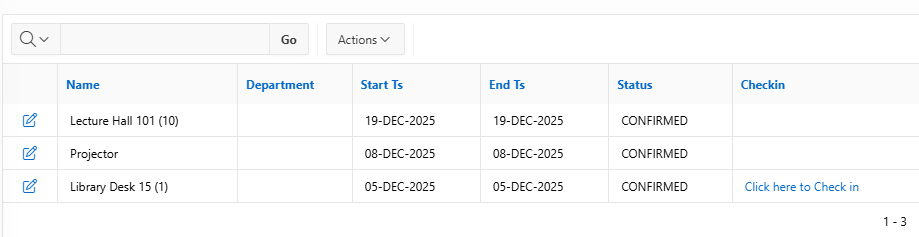 Go Actions
Name Department Start Ts End Ts Status Checkin
Lecture Hall 101 (10) 19-DEC-2025 19-DEC-2025 CONFIRMED
Projector 08-DEC-2025 08-DEC-2025 CONFIRMED
Library Desk 15 (1) 05-DEC-2025 05-DEC-2025 CONFIRMED Click here to Check in
1 - 3